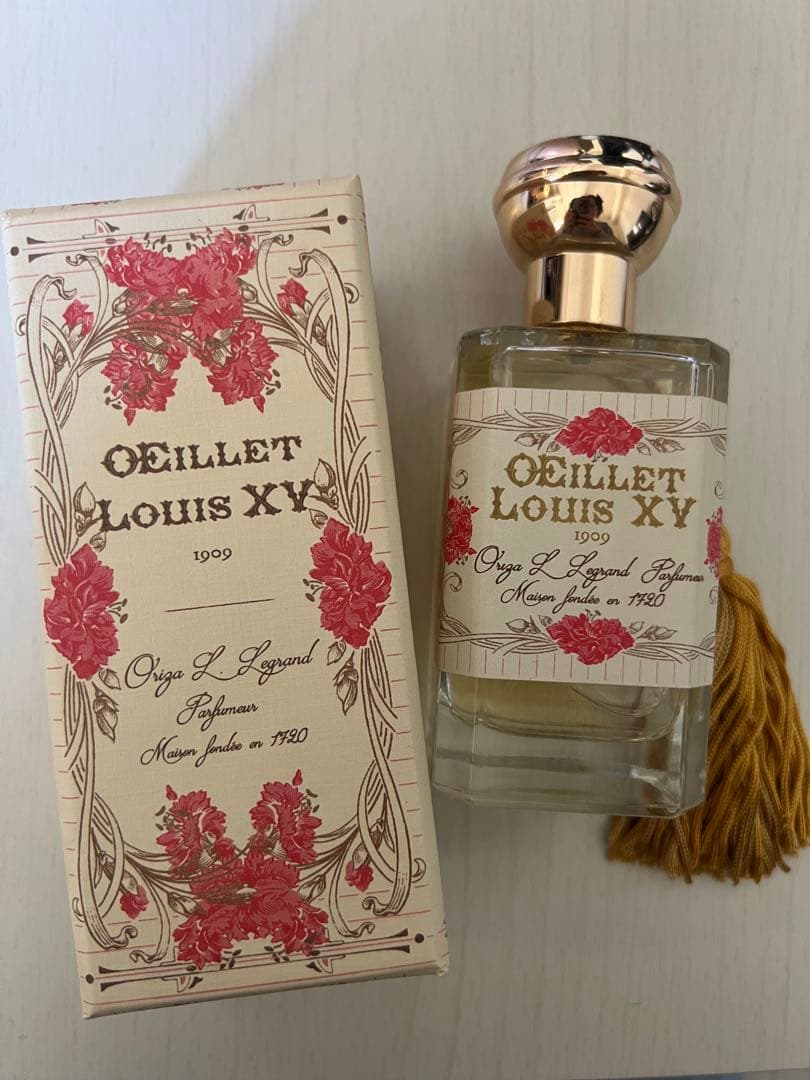 OEILLET
LOUIS XV
1909
Oriza L. Legrand
Parfumeur
Maison fondée en 1720
OEILLET
LOUIS XV
1909
Oriza L. Legrand Parfumeur
Maison fondée en 1720